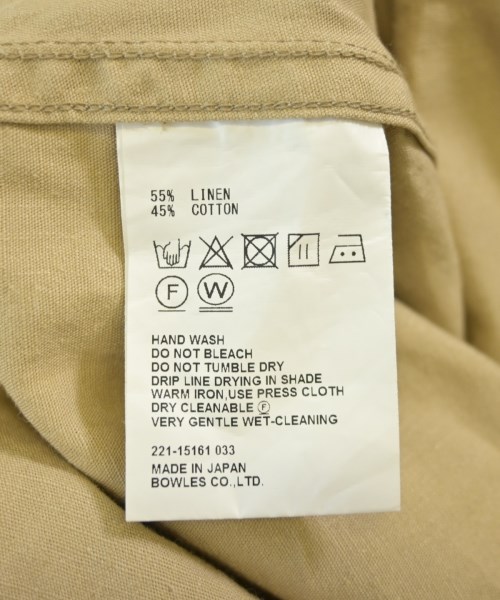 55% LINEN
45% COTTON
F W
HAND WASH
DO NOT BLEACH
DO NOT TUMBLE DRY
DRIP LINE DRYING IN SHADE
WARM IRON,USE PRESS CLOTH
DRY CLEANABLE Ⓕ
VERY GENTLE WET-CLEANING
221-15161 033
MADE IN JAPAN
BOWLES CO.,LTD.